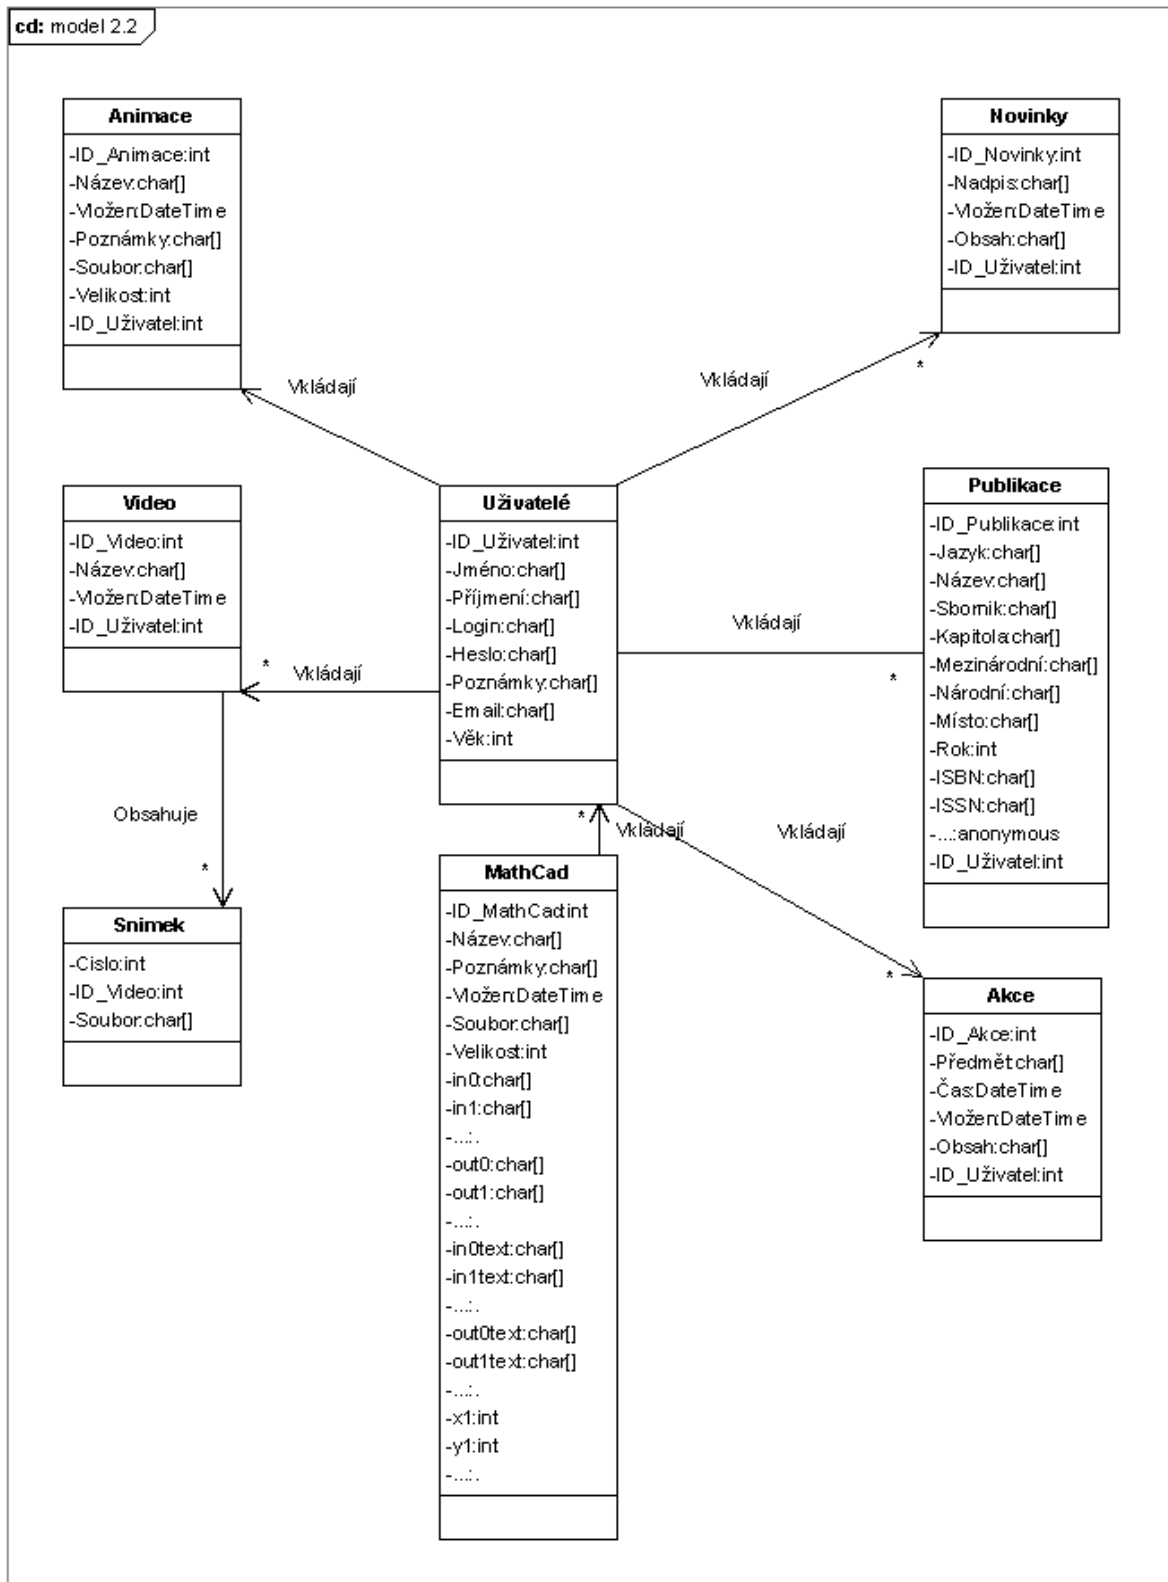 cd: model 2.2
Animace
-ID_Animace:int
-Název:char[]
-Vložen:DateTime
-Poznámky:char[]
-Soubor:char[]
-Velikost:int
-ID_Uživatel:int
Novinky
-ID_Novinky:int
-Nadpis:char[]
-Vložen:DateTime
-Obsah:char[]
-ID_Uživatel:int
Vkládají
Vkládají
*
Video
-ID_Video:int
-Název:char[]
-Vložen:DateTime
-ID_Uživatel:int
Uživatelé
-ID_Uživatel:int
-Jméno:char[]
-Příjmení:char[]
-Login:char[]
-Heslo:char[]
-Poznámky:char[]
-Email:char[]
-Věk:int
Publikace
-ID_Publikace:int
-Jazyk:char[]
-Název:char[]
-Sbornik:char[]
-Kapitola:char[]
-Mezinárodní:char[]
-Národní:char[]
-Místo:char[]
-Rok:int
-ISBN:char[]
-ISSN:char[]
-...:anonymous
-ID_Uživatel:int
Vkládají
*
*
Vkládají
Obsahuje
*
*
Vkládají
Vkládají
*
Snimek
-Cislo:int
-ID_Video:int
-Soubor:char[]
MathCad
-ID_MathCad:int
-Název:char[]
-Poznámky:char[]
-Vložen:DateTime
-Soubor:char[]
-Velikost:int
-in0:char[]
-in1:char[]
-...:.
-out0:char[]
-out1:char[]
-...:.
-in0text:char[]
-in1text:char[]
-...:.
-out0text:char[]
-out1text:char[]
-...:.
-x1:int
-y1:int
-...:.
Akce
-ID_Akce:int
-Předmět:char[]
-Čas:DateTime
-Vložen:DateTime
-Obsah:char[]
-ID_Uživatel:int